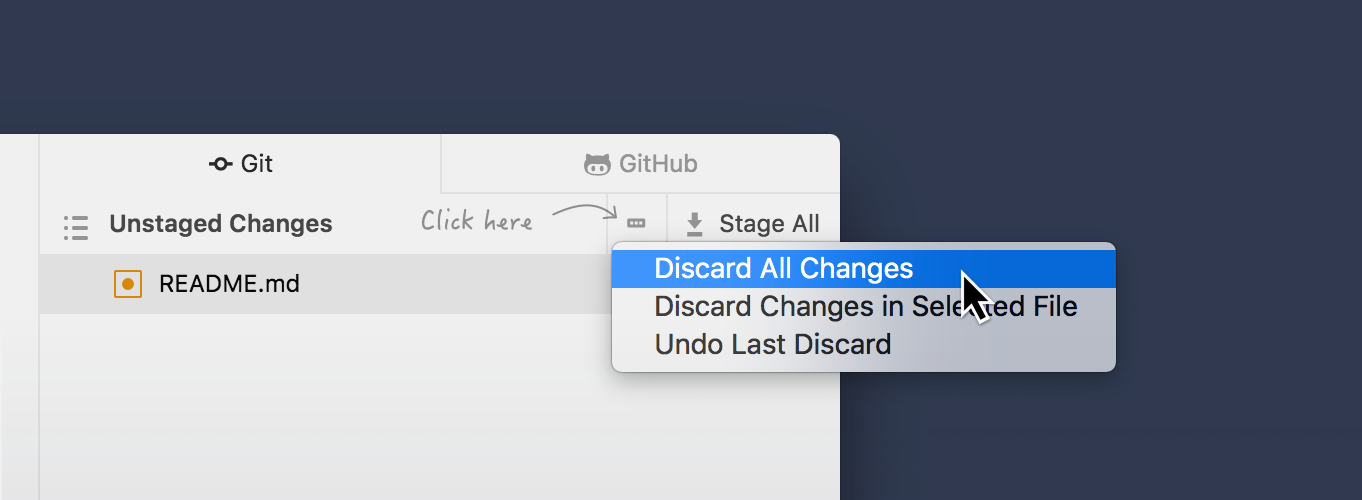 Git
GitHub
Unstaged Changes
Click here
Stage All
README.md
Discard All Changes
Discard Changes in Selected File
Undo Last Discard